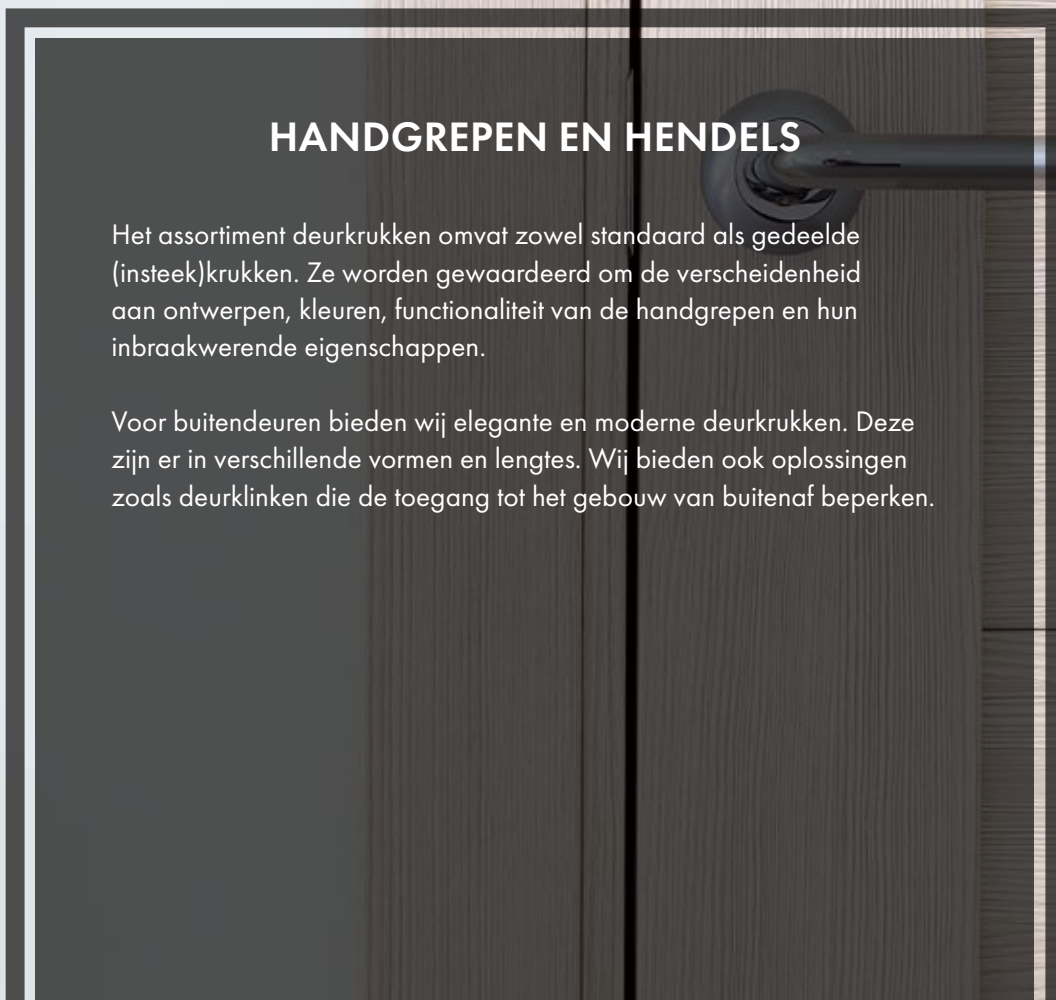 HANDGREPEN EN HENDELS
Het assortiment deurkrukken omvat zowel standaard als gedeelde
(insteek)krukken. Ze worden gewaardeerd om de verscheidenheid
aan ontwerpen, kleuren, functionaliteit van de handgrepen en hun
inbraakwerende eigenschappen.
Voor buitendeuren bieden wij elegante en moderne deurkrukken. Deze
zijn er in verschillende vormen en lengtes. Wij bieden ook oplossingen
zoals deurklinken die de toegang tot het gebouw van buitenaf beperken.